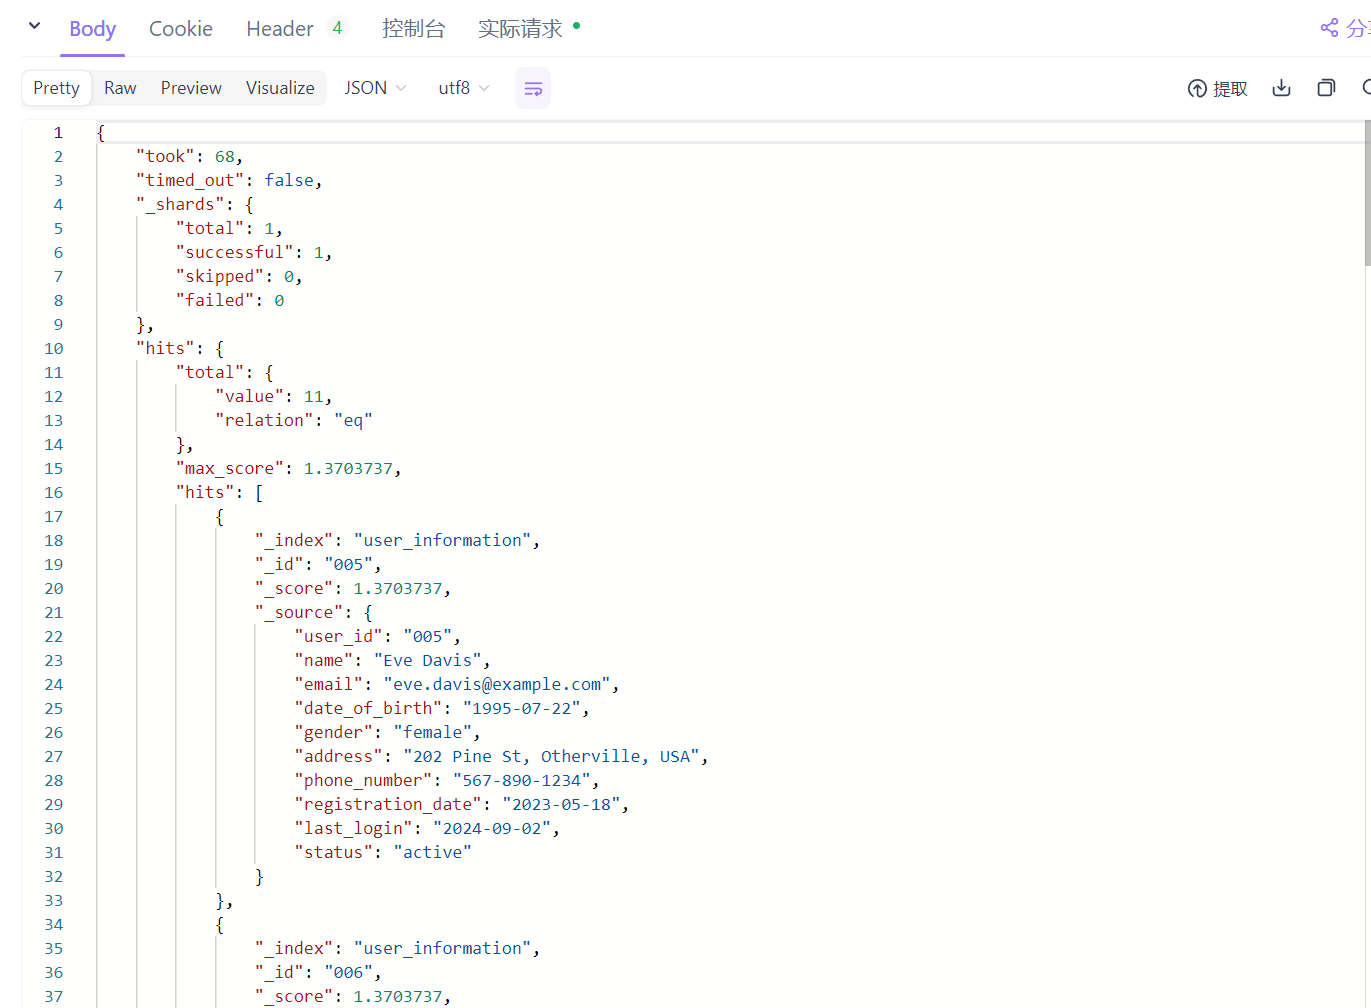 Body Cookie Header 4 控制台 实际请求
Pretty Raw Preview Visualize JSON utf8 提取
1 {
2 "took": 68,
3 "timed_out": false,
4 "_shards": {
5 "total": 1,
6 "successful": 1,
7 "skipped": 0,
8 "failed": 0
9 },
10 "hits": {
11 "total": {
12 "value": 11,
13 "relation": "eq"
14 },
15 "max_score": 1.3703737,
16 "hits": [
17 {
18 "_index": "user_information",
19 "_id": "005",
20 "_score": 1.3703737,
21 "_source": {
22 "user_id": "005",
23 "name": "Eve Davis",
24 "email": "eve.davis@example.com",
25 "date_of_birth": "1995-07-22",
26 "gender": "female",
27 "address": "202 Pine St, Otherville, USA",
28 "phone_number": "567-890-1234",
29 "registration_date": "2023-05-18",
30 "last_login": "2024-09-02",
31 "status": "active"
32 }
33 },
34 {
35 "_index": "user_information",
36 "_id": "006",
37 "_score": 1.3703737,